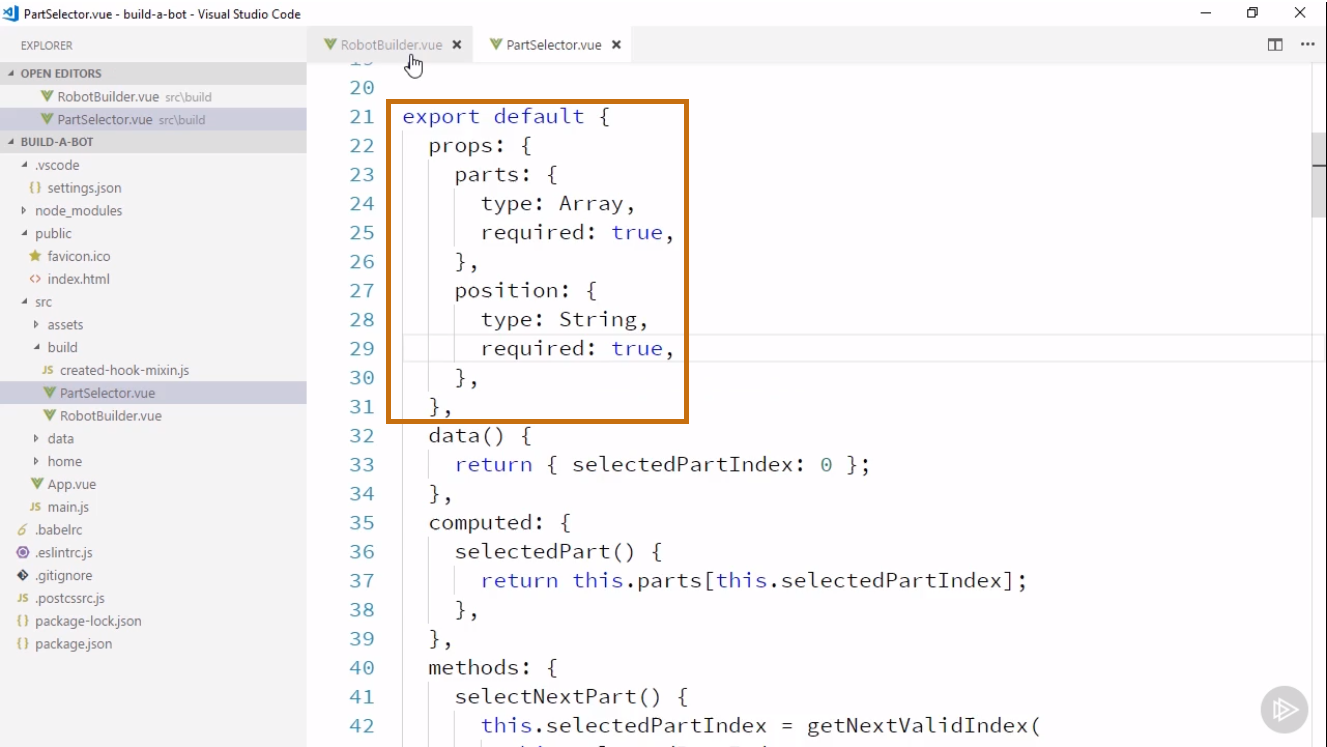 PartSelector.vue - build-a-bot - Visual Studio Code
EXPLORER
OPEN EDITORS
RobotBuilder.vue src\build
PartSelector.vue src\build
BUILD-A-BOT
.vscode
settings.json
node_modules
public
favicon.ico
index.html
src
assets
build
JS created-hook-mixin.js
PartSelector.vue
RobotBuilder.vue
data
home
App.vue
JS main.js
.babelrc
.eslintrc.js
.gitignore
JS .postcssrc.js
{} package-lock.json
{} package.json
RobotBuilder.vue
PartSelector.vue
20
21 export default {
22 props: {
23 parts: {
24 type: Array,
25 required: true,
26 },
27 position: {
28 type: String,
29 required: true,
30 },
31 },
32 data() {
33 return { selectedPartIndex: 0 };
34 },
35 computed: {
36 selectedPart() {
37 return this.parts[this.selectedPartIndex];
38 },
39 },
40 methods: {
41 selectNextPart() {
42 this.selectedPartIndex = getNextValidIndex(